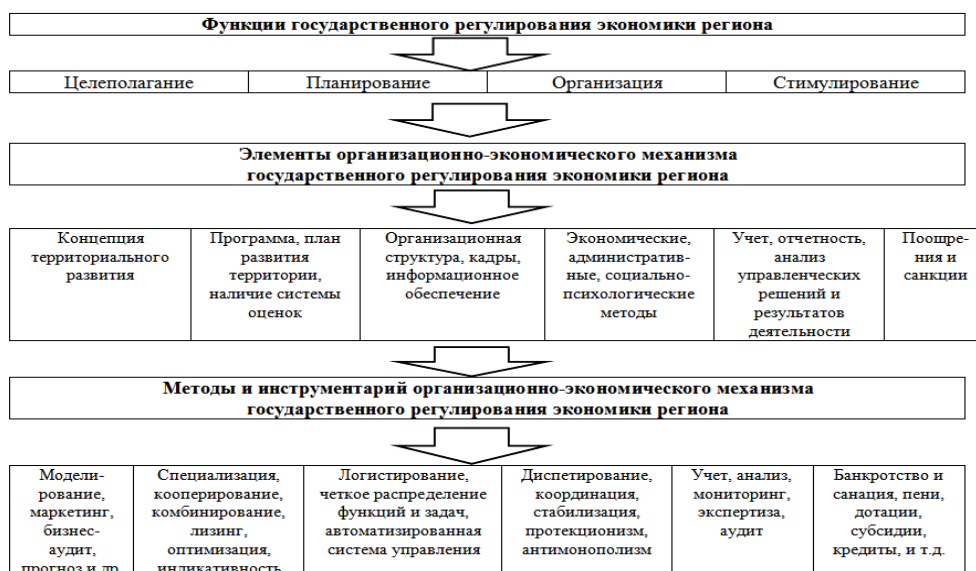 Функции государственного регулирования экономики региона
Целеполагание
Планирование
Организация
Стимулирование
Элементы организационно-экономического механизма
государственного регулирования экономики региона
Концепция
территориального
развития
Программа, план
развития
территории,
наличие системы
оценок
Организационная
структура, кадры,
информационное
обеспечение
Экономические,
административ-
ные, социально-
психологические
методы
Учет, отчетность,
анализ
управленческих
решений и
результатов
деятельности
Поощре-
ния и
санкции
Методы и инструментарий организационно-экономического механизма
государственного регулирования экономики региона
Модели-
рование,
маркетинг,
бизнес-
аудит,
прогноз и др.
Специализация,
кооперирование,
комбинирование,
лизинг,
оптимизация,
индикативность
Логистирование,
четкое распределение
функций и задач,
автоматизированная
система управления
Диспетирование,
координация,
стабилизация,
протекционизм,
антимонополизм
Учет, анализ,
мониторинг,
экспертиза,
аудит
Банкротство и
санация, пени,
дотации,
субсидии,
кредиты, и т.д.